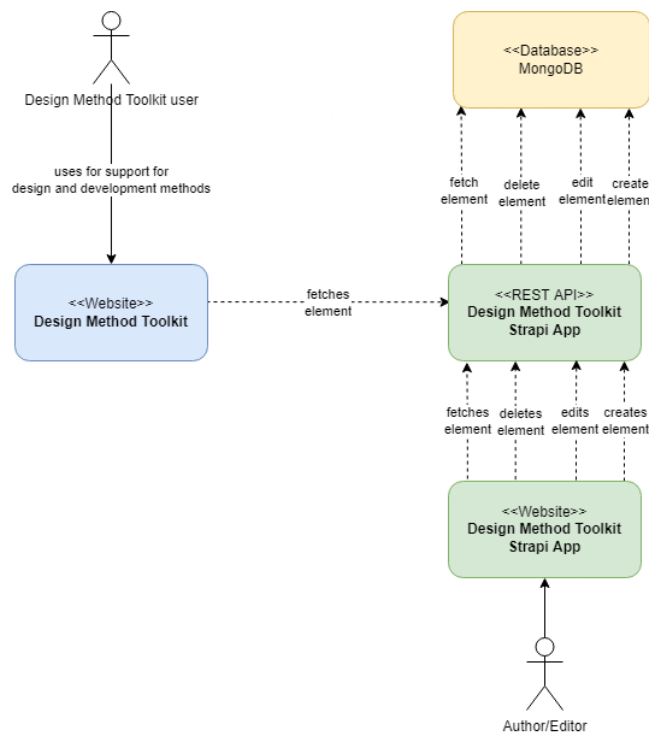 <<Database>>
MongoDB
Design Method Toolkit user
uses for support for
design and development methods
fetch
element
delete
element
edit
element
create
element
<<Website>>
Design Method Toolkit
fetches
element
<<REST API>>
Design Method Toolkit
Strapi App
fetches
element
deletes
element
edits
element
creates
element
<<Website>>
Design Method Toolkit
Strapi App
Author/Editor